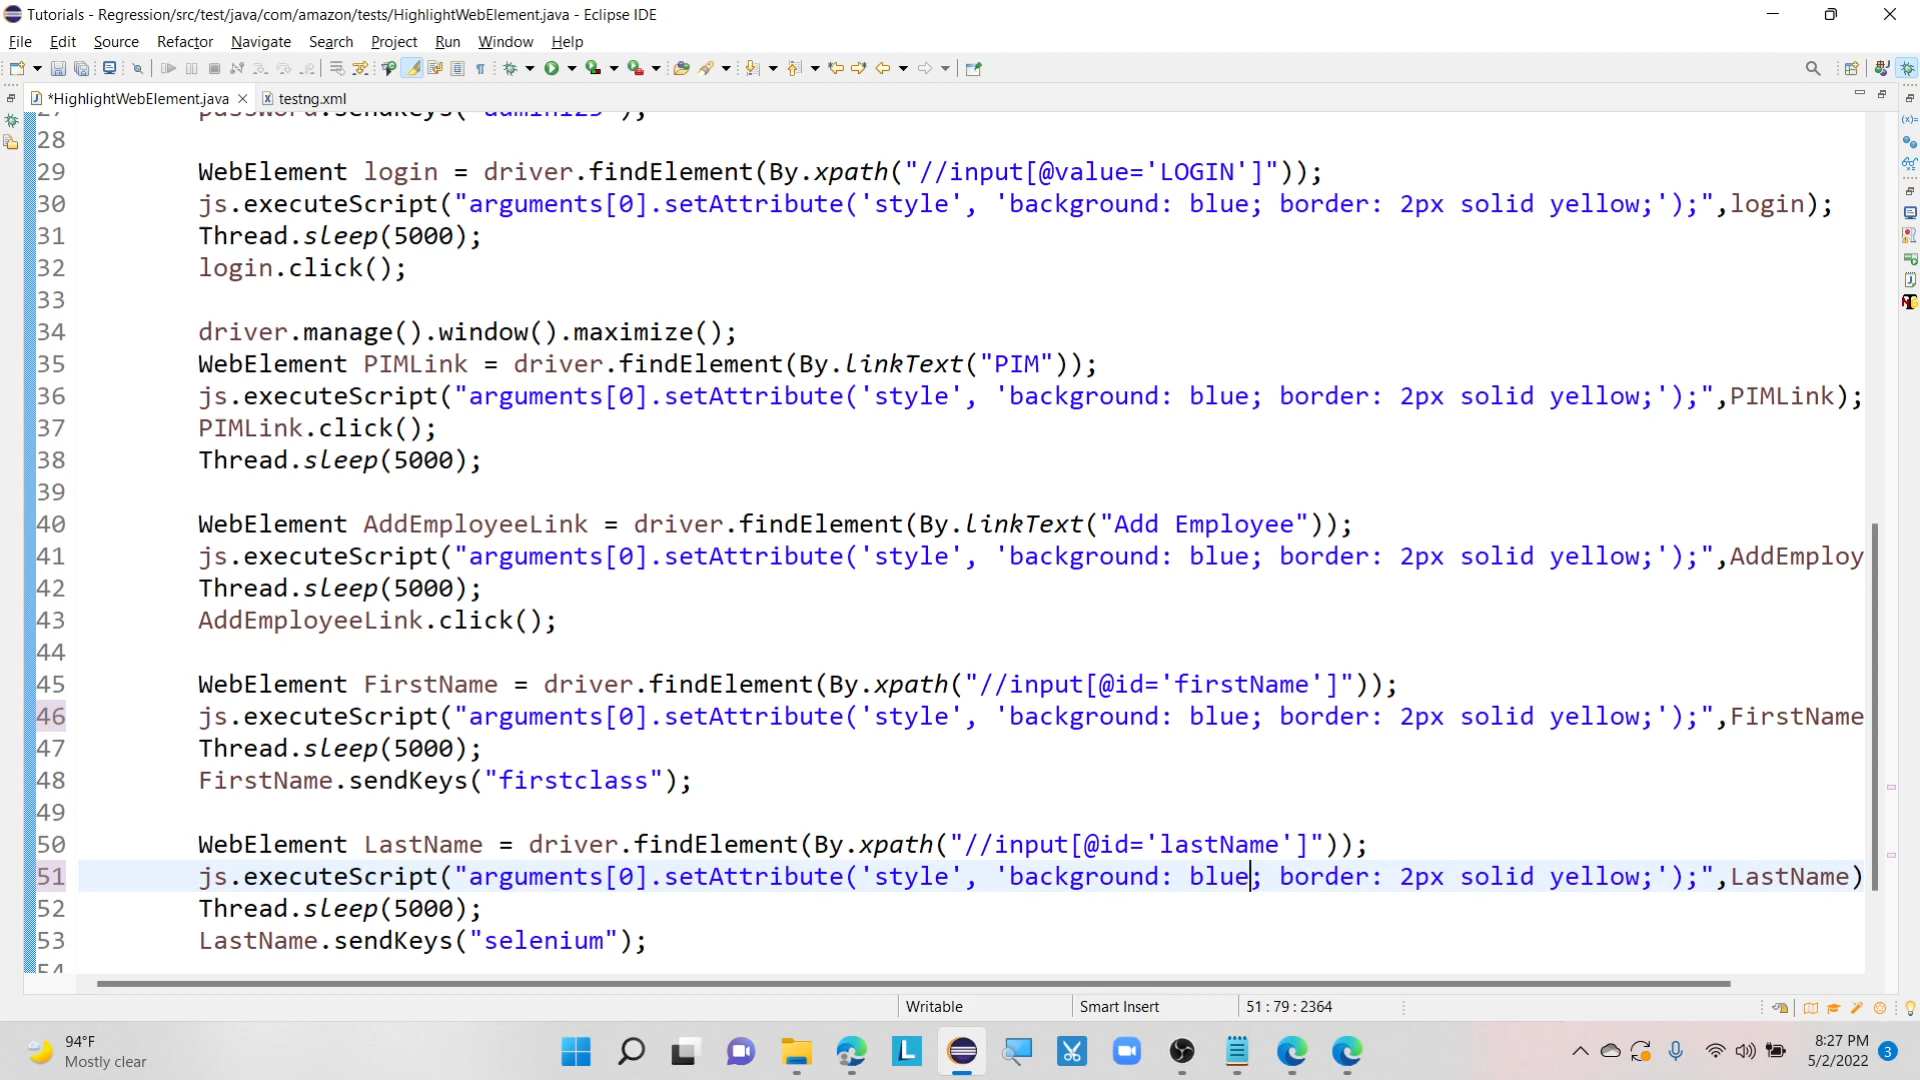 Tutorials - Regression/src/test/java/com/amazon/tests/HighlightWebElement.java - Eclipse IDE
File Edit Source Refactor Navigate Search Project Run Window Help
*HighlightWebElement.java testng.xml
28
29 WebElement login = driver.findElement(By.xpath("//input[@value='LOGIN']"));
30 js.executeScript("arguments[0].setAttribute('style', 'background: blue; border: 2px solid yellow;');",login);
31 Thread.sleep(5000);
32 login.click();
33
34 driver.manage().window().maximize();
35 WebElement PIMLink = driver.findElement(By.linkText("PIM"));
36 js.executeScript("arguments[0].setAttribute('style', 'background: blue; border: 2px solid yellow;');",PIMLink);
37 PIMLink.click();
38 Thread.sleep(5000);
39
40 WebElement AddEmployeeLink = driver.findElement(By.linkText("Add Employee"));
41 js.executeScript("arguments[0].setAttribute('style', 'background: blue; border: 2px solid yellow;');",AddEmploy
42 Thread.sleep(5000);
43 AddEmployeeLink.click();
44
45 WebElement FirstName = driver.findElement(By.xpath("//input[@id='firstName']"));
46 js.executeScript("arguments[0].setAttribute('style', 'background: blue; border: 2px solid yellow;');",FirstName
47 Thread.sleep(5000);
48 FirstName.sendKeys("firstclass");
49
50 WebElement LastName = driver.findElement(By.xpath("//input[@id='lastName']"));
51 js.executeScript("arguments[0].setAttribute('style', 'background: blue; border: 2px solid yellow;');",LastName)
52 Thread.sleep(5000);
53 LastName.sendKeys("selenium");
54
Writable Smart Insert 51 : 79 : 2364
94°F
Mostly clear
8:27 PM
5/2/2022
3